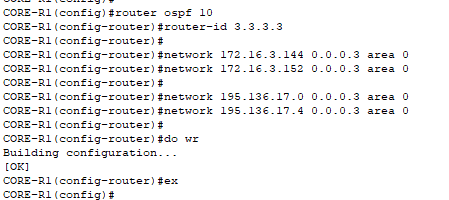 CORE-R1(config)#
CORE-R1(config)#router ospf 10
CORE-R1(config-router)#router-id 3.3.3.3
CORE-R1(config-router)#
CORE-R1(config-router)#network 172.16.3.144 0.0.0.3 area 0
CORE-R1(config-router)#network 172.16.3.152 0.0.0.3 area 0
CORE-R1(config-router)#
CORE-R1(config-router)#network 195.136.17.0 0.0.0.3 area 0
CORE-R1(config-router)#network 195.136.17.4 0.0.0.3 area 0
CORE-R1(config-router)#
CORE-R1(config-router)#do wr
Building configuration...
[OK]
CORE-R1(config-router)#ex
CORE-R1(config)#